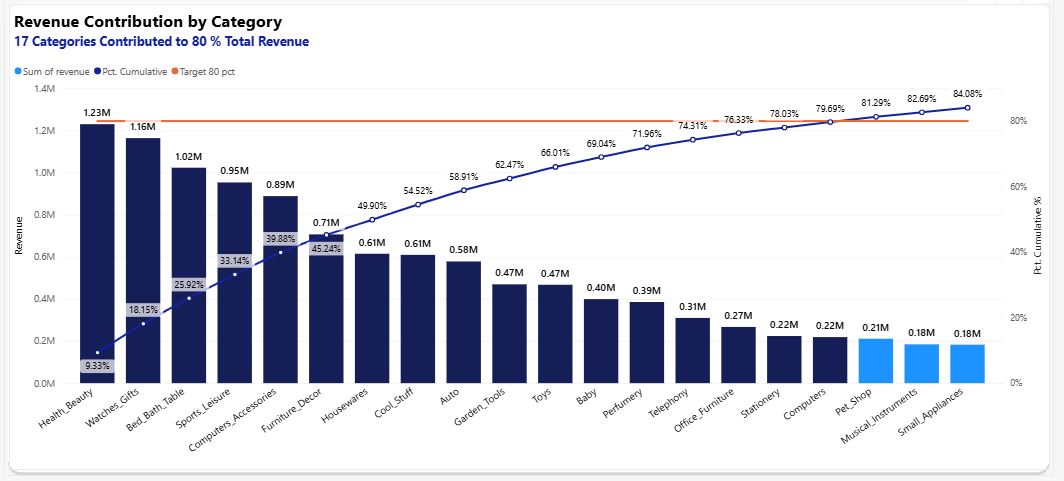 Revenue Contribution by Category
17 Categories Contributed to 80 % Total Revenue
Sum of revenue Pct. Cumulative Target 80 pct
Revenue
1.4M
1.2M
1.0M
0.8M
0.6M
0.4M
0.2M
0.0M
1.23M
1.16M
1.02M
0.95M
0.89M
0.71M
0.61M
0.61M
0.58M
0.47M
0.47M
0.40M
0.39M
0.31M
0.27M
0.22M
0.22M
0.21M
0.18M
0.18M
9.33%
18.15%
25.92%
33.14%
39.88%
45.24%
49.90%
54.52%
58.91%
62.47%
66.01%
69.04%
71.96%
74.31%
76.33%
78.03%
79.69%
81.29%
82.69%
84.08%
80%
60%
40%
20%
0%
Pct. Cumulative %
Health_Beauty
Watches_Gifts
Bed_Bath_Table
Sports_Leisure
Computers_Accessories
Furniture_Decor
Housewares
Cool_Stuff
Auto
Garden_Tools
Toys
Baby
Perfumery
Telephony
Office_Furniture
Stationery
Computers
Pet_Shop
Musical_Instruments
Small_Appliances